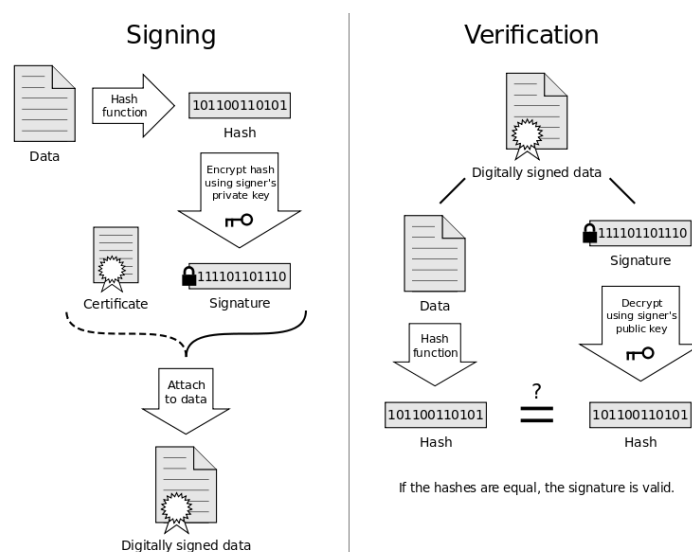 Signing
Data
Hash
function
101100110101
Hash
Encrypt hash
using signer's
private key
Certificate
111101101110
Signature
Attach
to data
Digitally signed data
Verification
Digitally signed data
Data
Hash
function
101100110101
Hash
111101101110
Signature
Decrypt
using signer's
public key
101100110101
Hash
?
=
If the hashes are equal, the signature is valid.